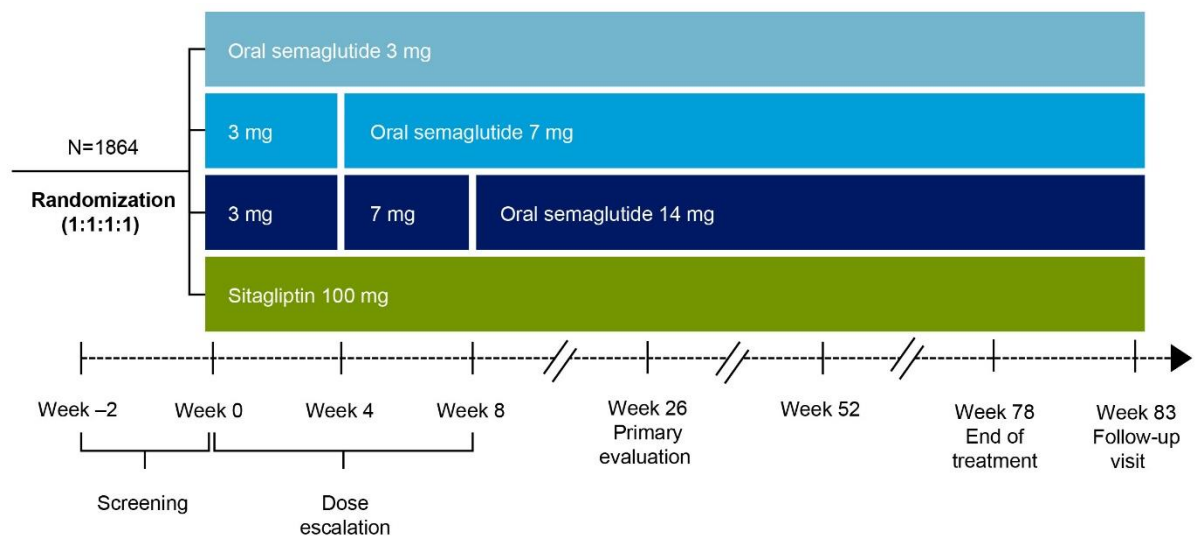 Oral semaglutide 3 mg
N=1864
3 mg
Oral semaglutide 7 mg
Randomization
(1:1:1:1)
3 mg
7 mg
Oral semaglutide 14 mg
Sitagliptin 100 mg
Week –2
Week 0
Week 4
Week 8
Week 26
Primary
evaluation
Week 52
Week 78
End of
treatment
Week 83
Follow-up
visit
Screening
Dose
escalation